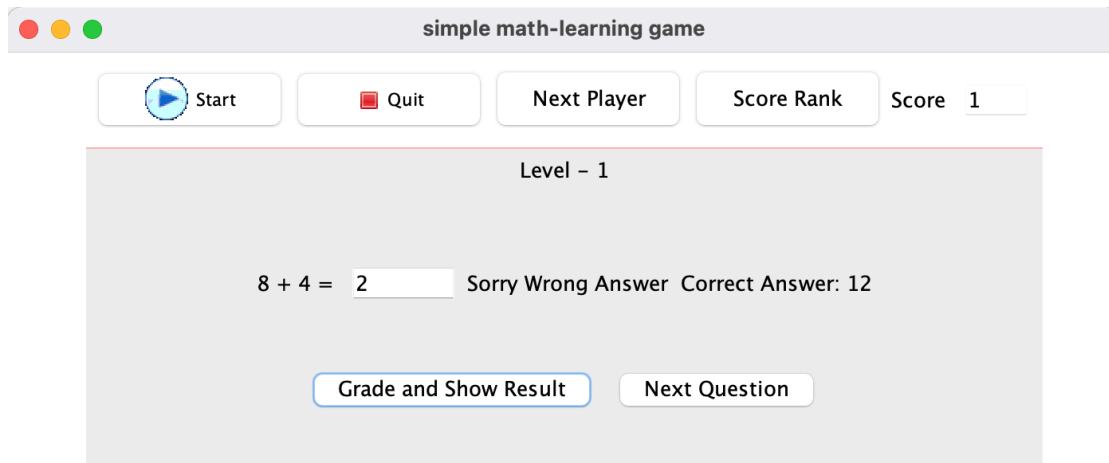 simple math-learning game
Start Quit Next Player Score Rank Score 1
Level – 1
8 + 4 = 2 Sorry Wrong Answer Correct Answer: 12
Grade and Show Result Next Question